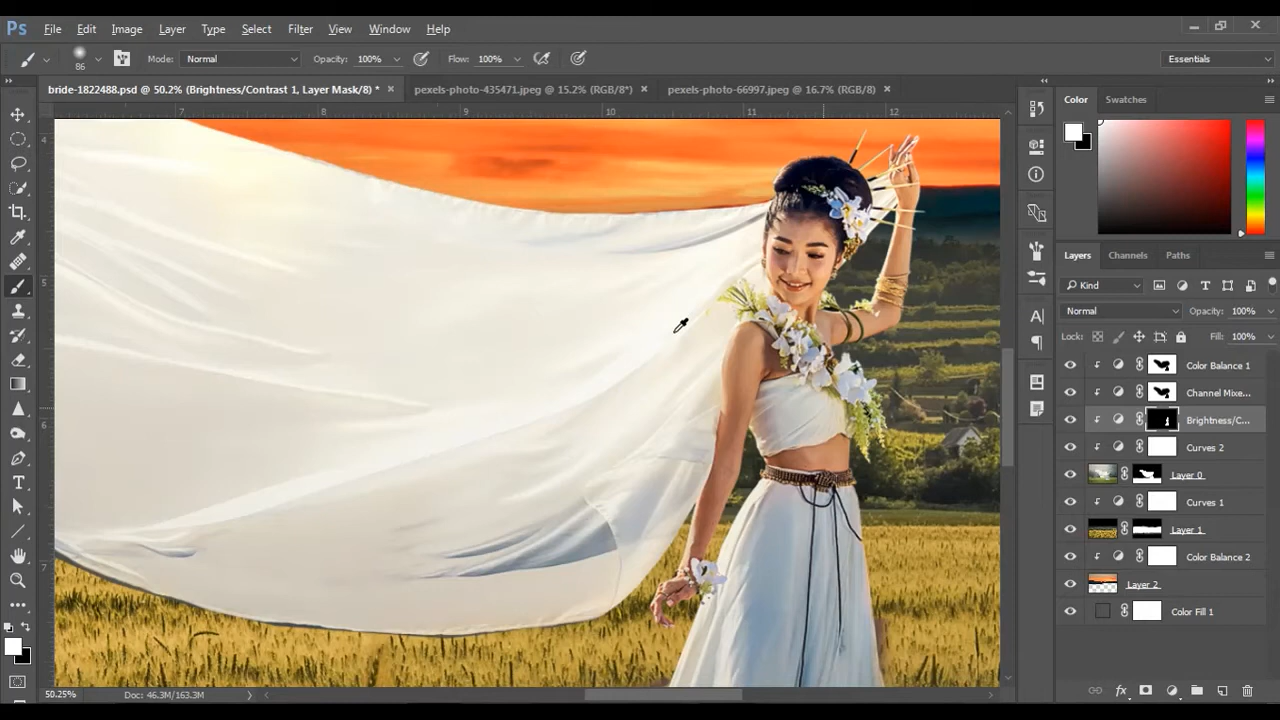 Ps File Edit Image Layer Type Select Filter View Window Help
86 Mode: Normal Opacity: 100% Flow: 100% Essentials
bride-1822488.psd @ 50.2% (Brightness/Contrast 1, Layer Mask/8) * × pexels-photo-435471.jpeg @ 15.2% (RGB/8*) × pexels-photo-66997.jpeg @ 16.7% (RGB/8) ×
7 8 9 10 11 12
4
5
6
7
Color Swatches
Layers Channels Paths
Kind
Normal Opacity: 100%
Lock: Fill: 100%
Color Balance 1
Channel Mixe...
Brightness/C...
Curves 2
Layer 0
Curves 1
Layer 1
Color Balance 2
Layer 2
Color Fill 1
50.25% Doc: 46.3M/163.3M